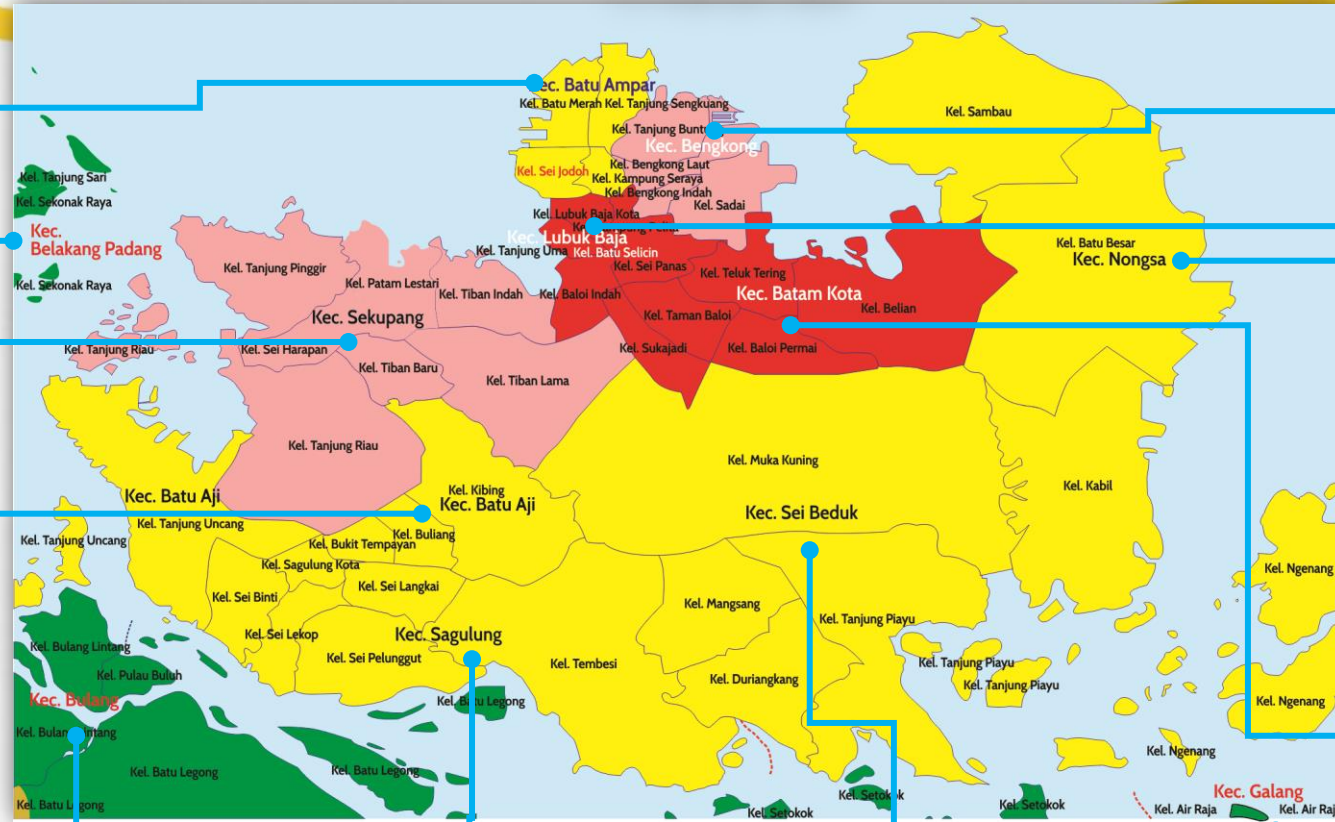 Kec. Batu Ampar
Kel. Batu Merah
Kel. Tanjung Sengkuang
Kel. Sambau
Kel. Tanjung
Kec. Bengkong
Kel. Sei Jodoh
Kel. Bengkong Laut
Kel. Kampung Seraya
Kel. Bengkong Indah
Kel. Sadai
Kel. Tanjung Sari
Kel. Sekonak Raya
Kec.
Belakang Padang
Kel. Sekonak Raya
Kel. Lubuk Baja Kota
Kec. Lubuk Baja
Kel. Tanjung Uma
Kel. Batu Selicin
Kel. Batu Besar
Kec. Nongsa
Kel. Tanjung Pinggir
Kel. Patam Lestari
Kel. Tiban Indah
Kel. Baloi Indah
Kel. Sei Panas
Kel. Teluk Tering
Kec. Batam Kota
Kel. Belian
Kec. Sekupang
Kel. Taman Baloi
Kel. Tanjung Riau
Kel. Sei Harapan
Kel. Tiban Baru
Kel. Tiban Lama
Kel. Sukajadi
Kel. Baloi Permai
Kel. Tanjung Riau
Kel. Muka Kuning
Kel. Kabil
Kec. Batu Aji
Kel. Kibing
Kec. Batu Aji
Kec. Sei Beduk
Kel. Tanjung Uncang
Kel. Tanjung Uncang
Kel. Bukit Tempayan
Kel. Buliang
Kel. Sagulung Kota
Kel. Sei Langkai
Kel. Sei Binti
Kel. Ngenang
Kel. Mangsang
Kel. Tanjung Piayu
Kel. Sei Lekop
Kec. Sagulung
Kel. Sei Pelunggut
Kel. Tembesi
Kel. Duriangkang
Kel. Tanjung Piayu
Kel. Tanjung Piayu
Kel. Bulang Lintang
Kel. Pulau Buluh
Kec. Bulang
Kel. Batu Legong
Kel. Ngenang
Kel. Bulang Lintang
Kel. Batu Legong
Kel. Batu Legong
Kel. Ngenang
Kel. Batu Legong
Kel. Setokok
Kel. Setokok
Kel. Setokok
Kec. Galang
Kel. Air Raja
Kel. Air Raj